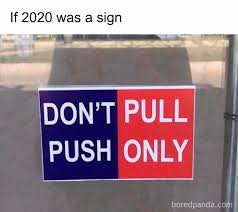 If 2020 was a sign
DON'T PULL
PUSH ONLY
boredpanda.com